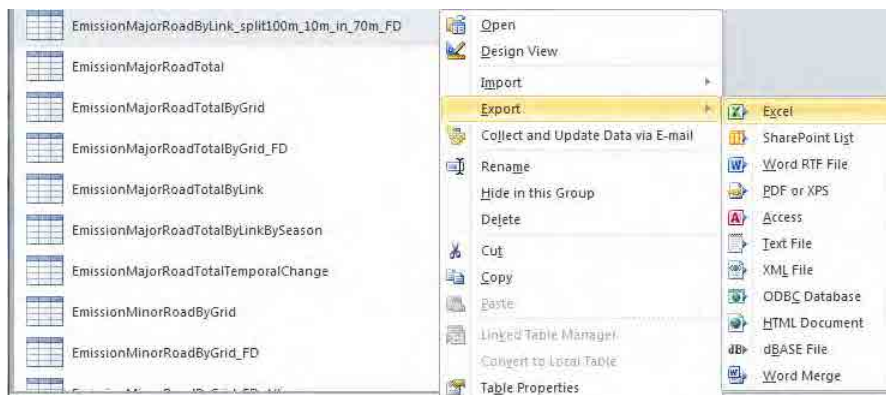 EmissionMajorRoadByLink_split100m_10m_in_70m_FD
EmissionMajorRoadTotal
EmissionMajorRoadTotalByGrid
EmissionMajorRoadTotalByGrid_FD
EmissionMajorRoadTotalByLink
EmissionMajorRoadTotalByLinkBySeason
EmissionMajorRoadTotalTemporalChange
EmissionMinorRoadByGrid
EmissionMinorRoadByGrid_FD
Open
Design View
Import
Export
Collect and Update Data via E-mail
Rename
Hide in this Group
Delete
Cut
Copy
Paste
Linked Table Manager
Convert to Local Table
Table Properties
Excel
SharePoint List
Word RTF File
PDF or XPS
Access
Text File
XML File
ODBC Database
HTML Document
dBASE File
Word Merge